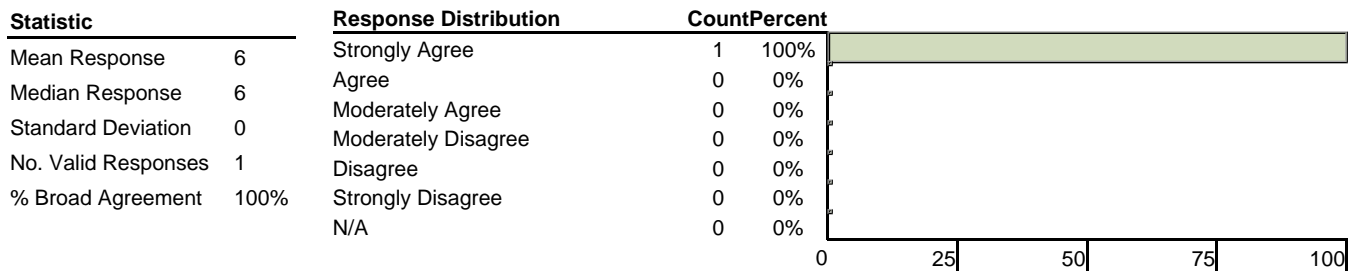 Statistic
Mean Response 6
Median Response 6
Standard Deviation 0
No. Valid Responses 1
% Broad Agreement 100%
Response Distribution CountPercent
Strongly Agree 1 100%
Agree 0 0%
Moderately Agree 0 0%
Moderately Disagree 0 0%
Disagree 0 0%
Strongly Disagree 0 0%
N/A 0 0%
0 25 50 75 100